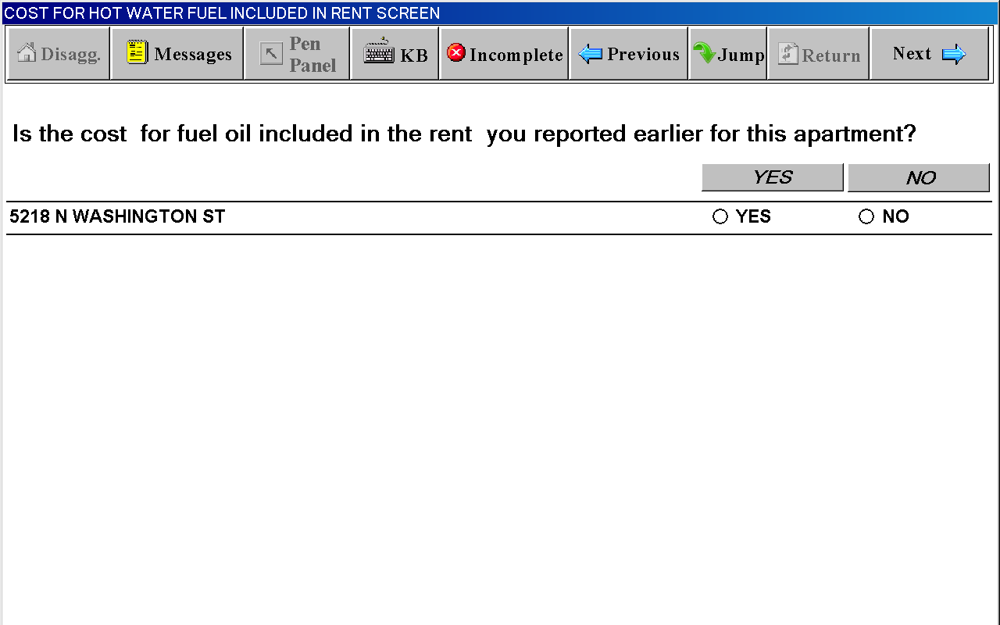 COST FOR HOT WATER FUEL INCLUDED IN RENT SCREEN
Disagg. Messages Pen Panel KB Incomplete Previous Jump Return Next
Is the cost for fuel oil included in the rent you reported earlier for this apartment?
YES NO
5218 N WASHINGTON ST YES NO